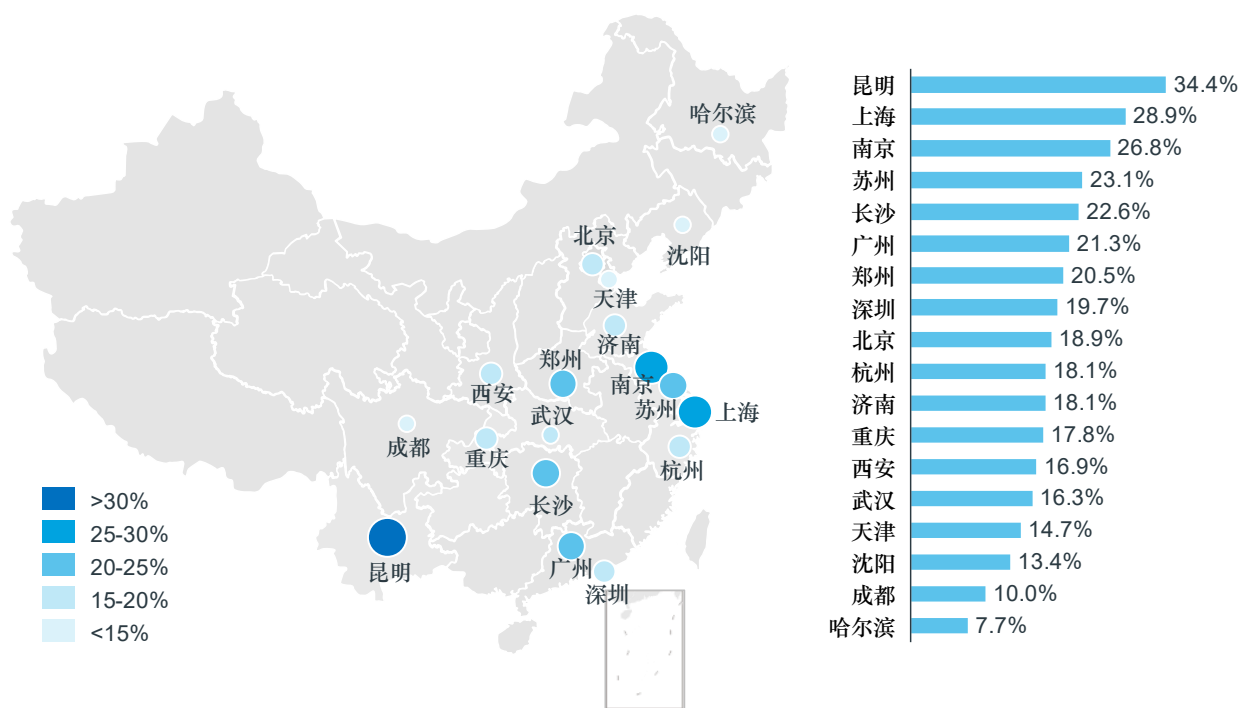 哈尔滨
沈阳
北京
天津
济南
郑州
南京
西安
苏州
上海
武汉
成都
重庆
杭州
长沙
昆明
广州
深圳
>30%
25-30%
20-25%
15-20%
<15%
昆明 34.4%
上海 28.9%
南京 26.8%
苏州 23.1%
长沙 22.6%
广州 21.3%
郑州 20.5%
深圳 19.7%
北京 18.9%
杭州 18.1%
济南 18.1%
重庆 17.8%
西安 16.9%
武汉 16.3%
天津 14.7%
沈阳 13.4%
成都 10.0%
哈尔滨 7.7%